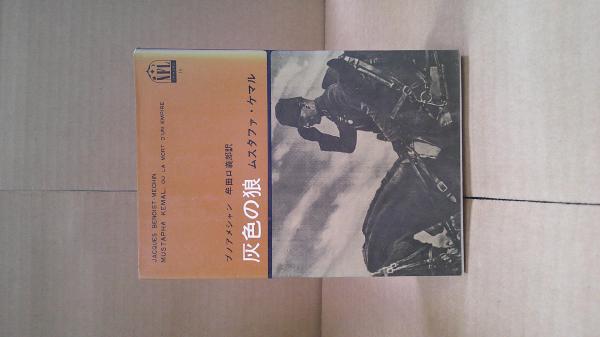 AFL
JACQUES BENOIST-MECHIN
MUSTAPHA KEMAL, OU LA MORT D'UN EMPIRE
ブノアメシャン 牟田口義郎訳
灰色の狼 ムスタファ・ケマル